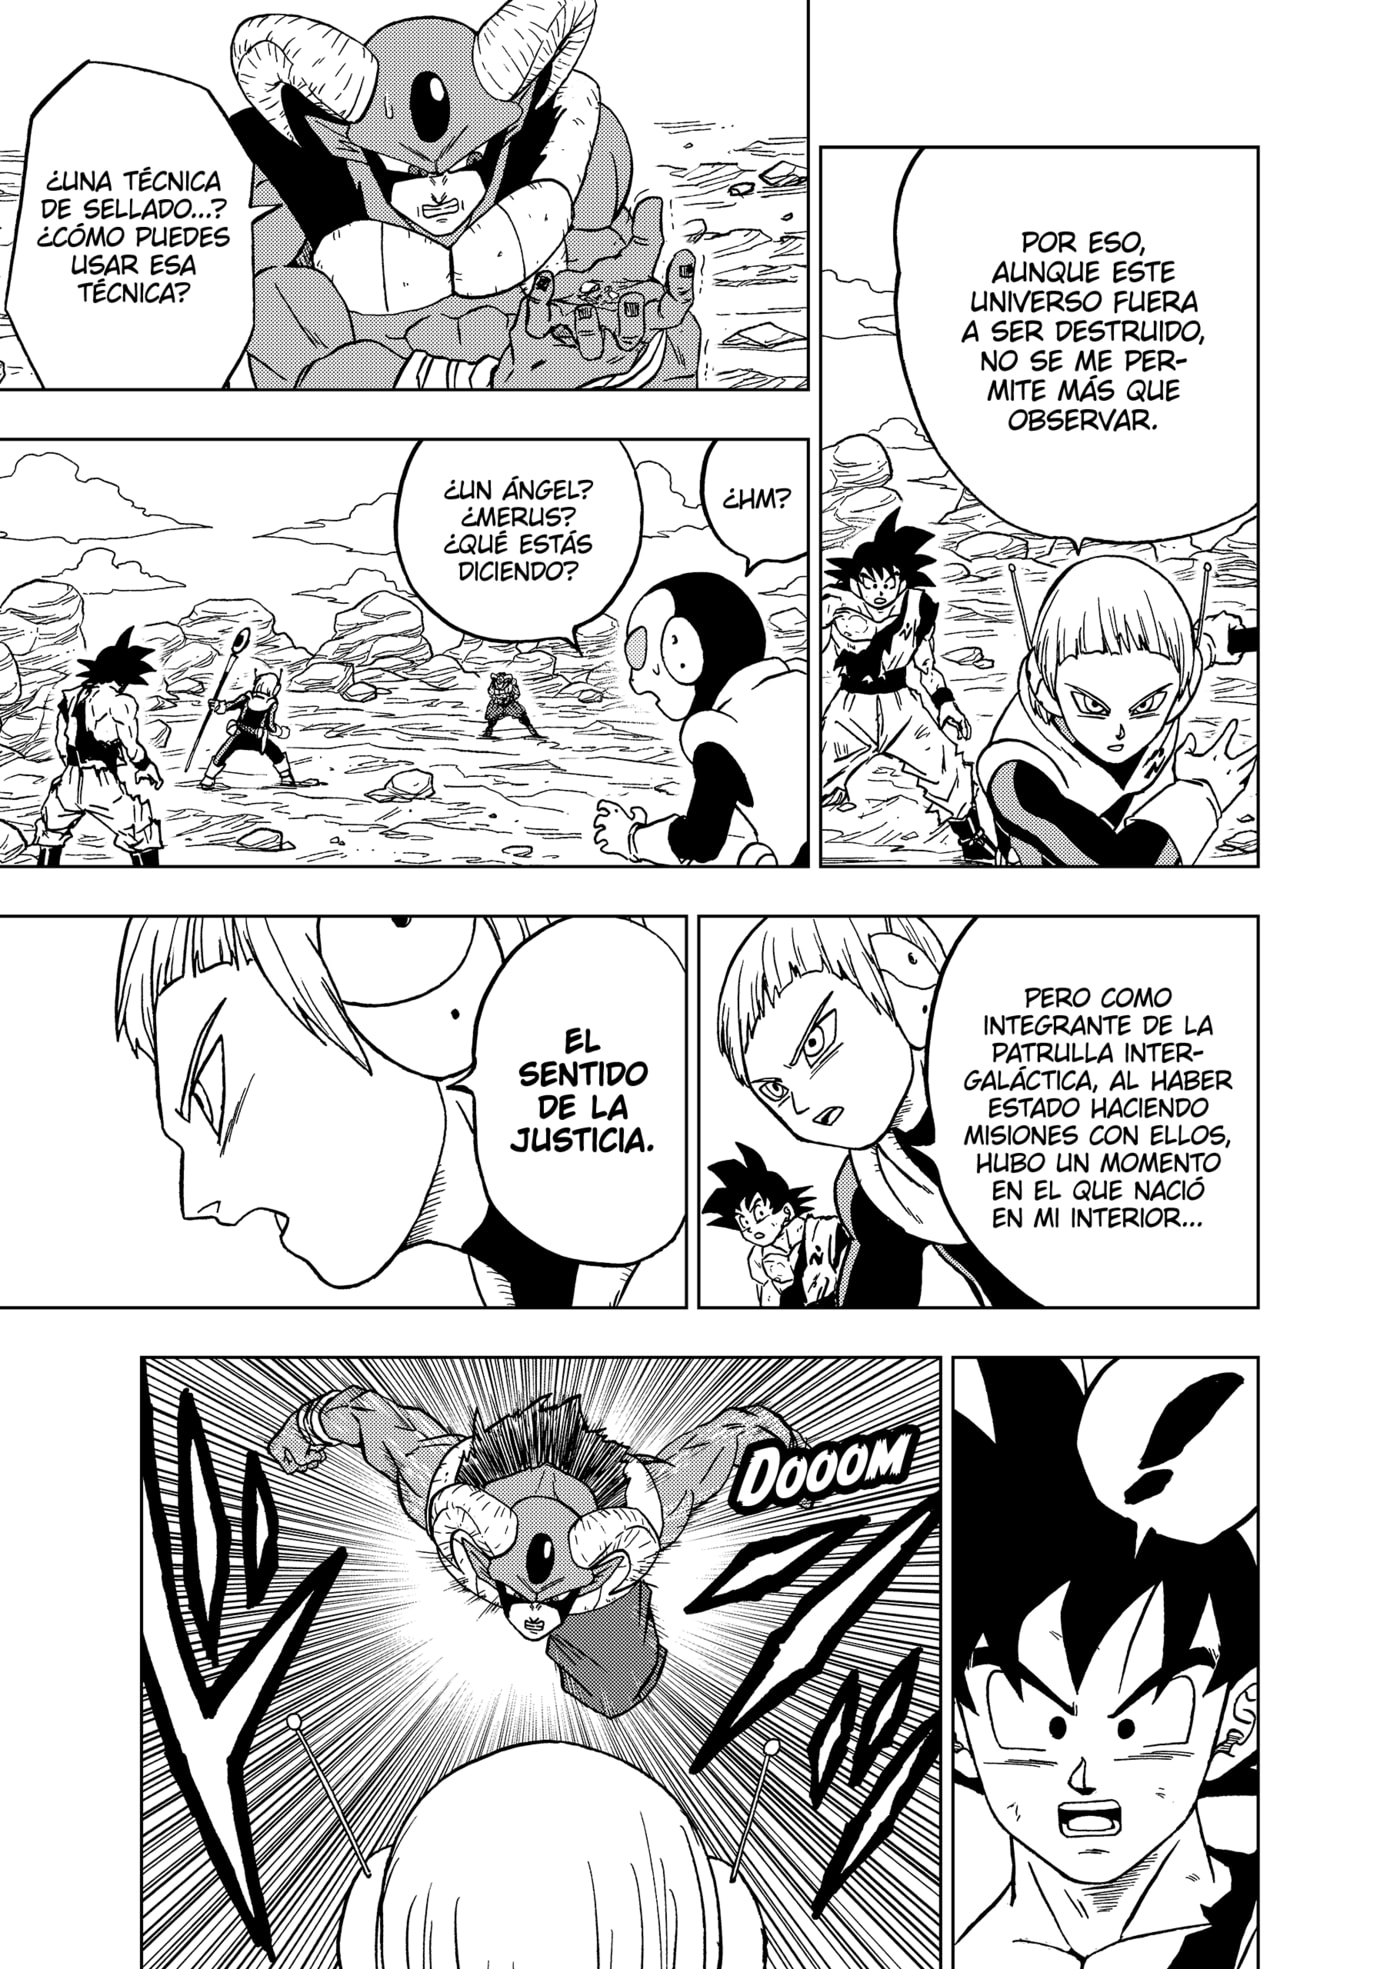 POR ESO,
AUNQUE ESTE
UNIVERSO FUERA
A SER DESTRUIDO,
NO SE ME PER-
MITE MÁS QUE
OBSERVAR.
¿UNA TÉCNICA
DE SELLADO...?
¿CÓMO PUEDES
USAR ESA
TÉCNICA?
¿HM?
¿UN ÁNGEL?
¿MERUS?
¿QUÉ ESTÁS
DICIENDO?
PERO COMO
INTEGRANTE DE LA
PATRULLA INTER-
GALÁCTICA, AL HABER
ESTADO HACIENDO
MISIONES CON ELLOS,
HUBO UN MOMENTO
EN EL QUE NACIÓ
EN MI INTERIOR...
EL
SENTIDO
DE LA
JUSTICIA.
!
DOOOM